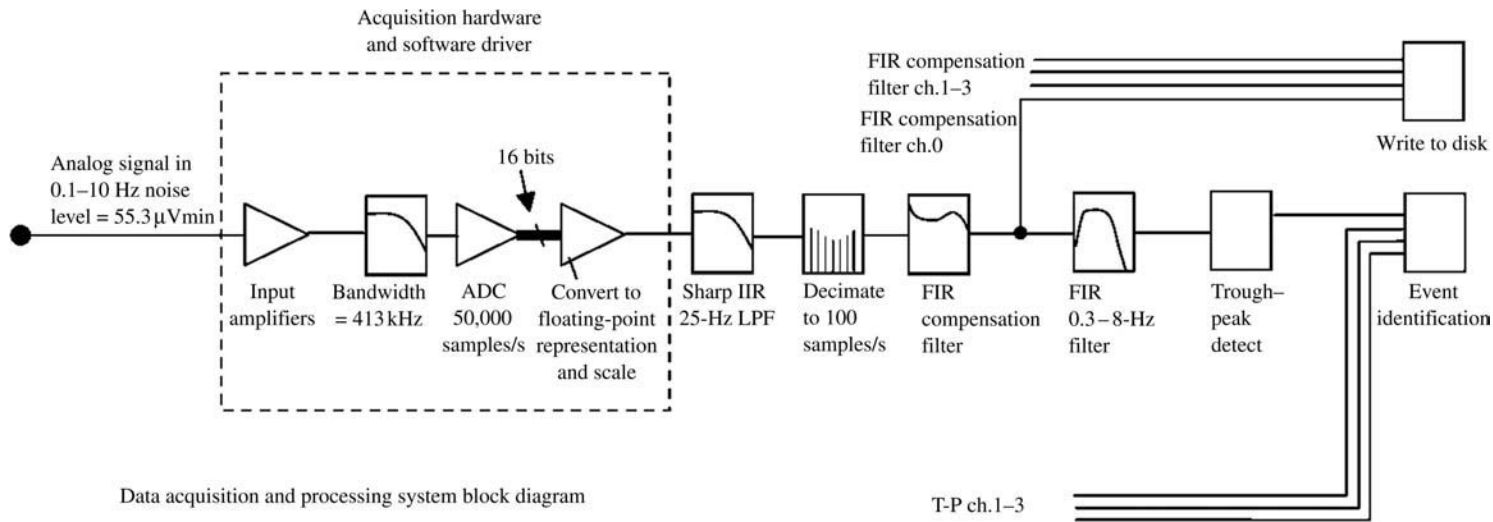 Acquisition hardware
and software driver
FIR compensation
filter ch.1–3
FIR compensation
filter ch.0
Write to disk
Analog signal in
0.1–10 Hz noise
level = 55.3 μVmin
16 bits
Input
amplifiers
Bandwidth
= 413 kHz
ADC
50,000
samples/s
Convert to
floating-point
representation
and scale
Sharp IIR
25-Hz LPF
Decimate
to 100
samples/s
FIR
compensation
filter
FIR
0.3–8-Hz
filter
Trough–
peak
detect
Event
identification
Data acquisition and processing system block diagram
T-P ch.1–3